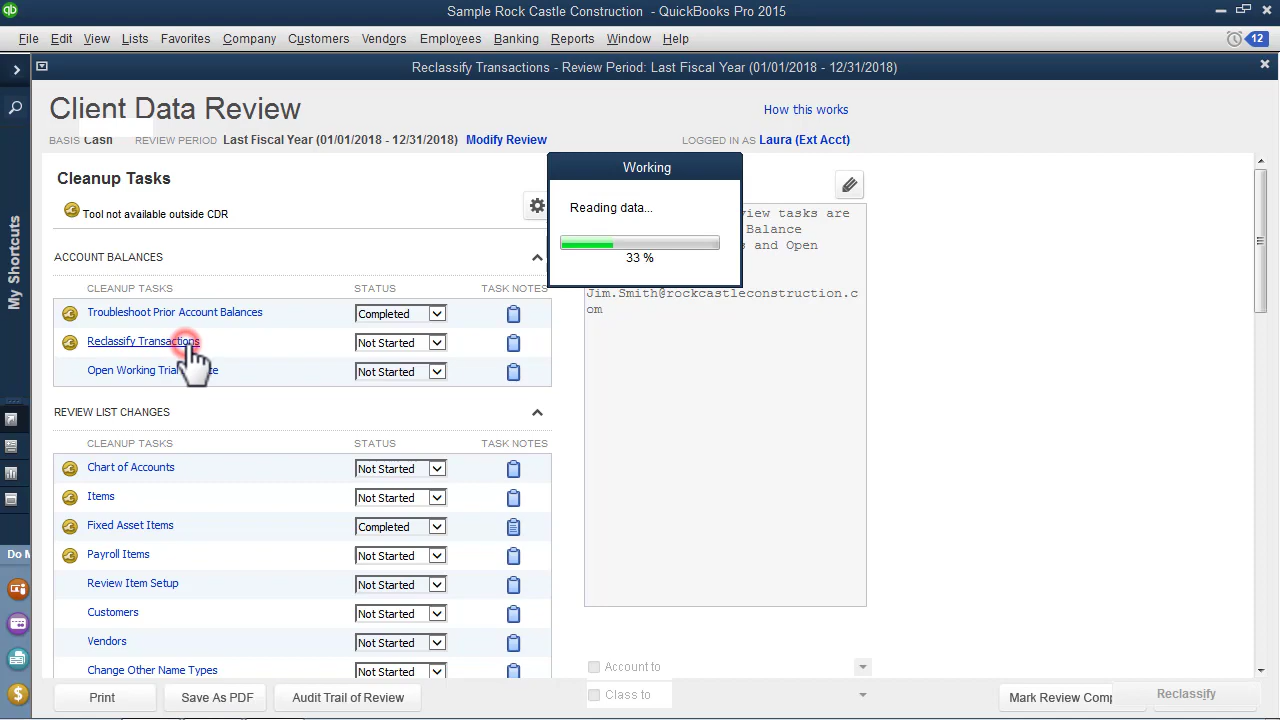 Sample Rock Castle Construction - QuickBooks Pro 2015
File Edit View Lists Favorites Company Customers Vendors Employees Banking Reports Window Help
12
Reclassify Transactions - Review Period: Last Fiscal Year (01/01/2018 - 12/31/2018)
Client Data Review
How this works
BASIS Cash REVIEW PERIOD Last Fiscal Year (01/01/2018 - 12/31/2018) Modify Review
LOGGED IN AS Laura (Ext Acct)
Working
Reading data...
33 %
Cleanup Tasks
Tool not available outside CDR
ACCOUNT BALANCES
CLEANUP TASKS STATUS TASK NOTES
Troubleshoot Prior Account Balances Completed
Reclassify Transactions Not Started
Open Working Not Started
REVIEW LIST CHANGES
CLEANUP TASKS STATUS TASK NOTES
Chart of Accounts Not Started
Items Not Started
Fixed Asset Items Completed
Payroll Items Not Started
Review Item Setup Not Started
Customers Not Started
Vendors Not Started
Change Other Name Types Not Started
tasks are
Balance
and Open
Jim.Smith@rockcastleconstruction.c
om
My Shortcuts
Do M
Account to
Class to
Print Save As PDF Audit Trail of Review Mark Review Reclassify